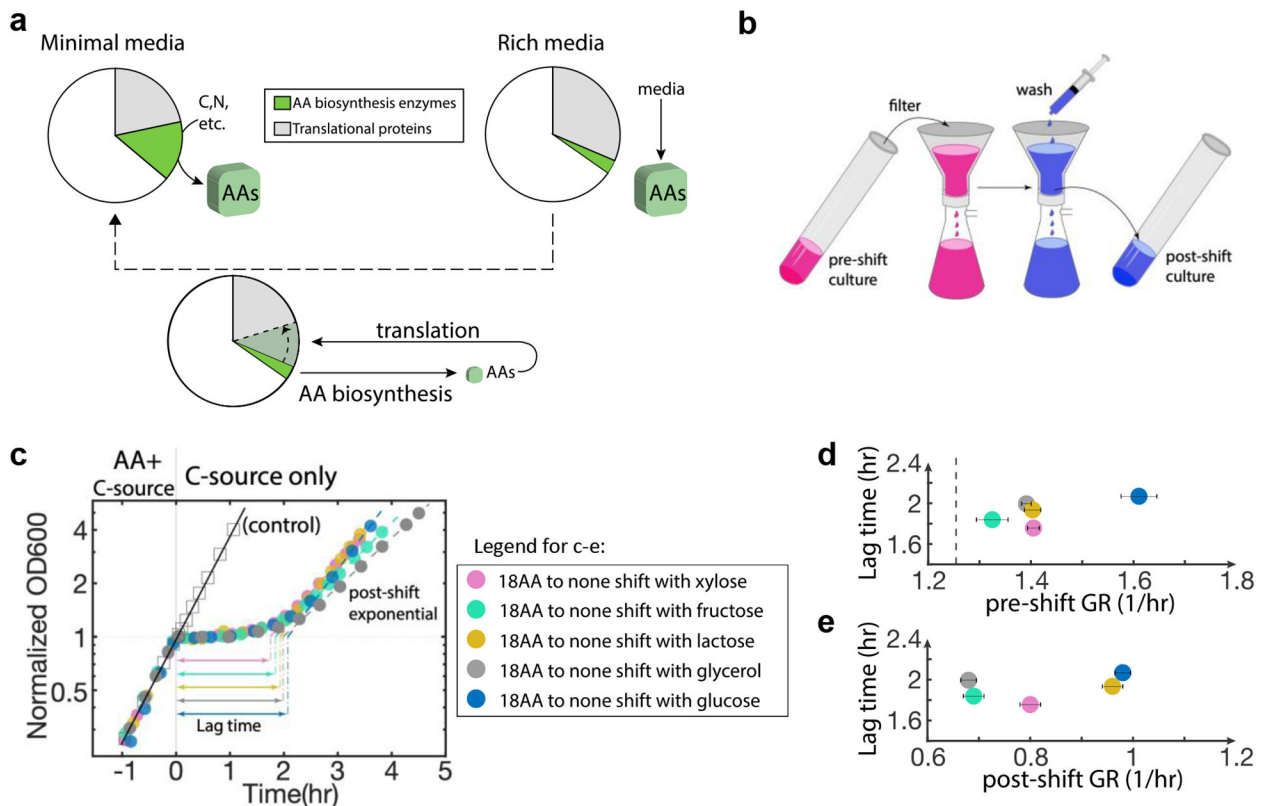 a
Minimal media
Rich media
C,N,
etc.
AAs
AA biosynthesis enzymes
Translational proteins
media
AAs
translation
AAs
AA biosynthesis
b
wash
filter
pre-shift
culture
post-shift
culture
c
AA+
C-source
C-source only
(control)
post-shift
exponential
Lag time
Normalized OD600
4
2
1
0.5
-1
0
1
2
3
4
5
Time(hr)
Legend for c-e:
18AA to none shift with xylose
18AA to none shift with fructose
18AA to none shift with lactose
18AA to none shift with glycerol
18AA to none shift with glucose
d
Lag time (hr)
2.4
2
1.6
1.2
1.4
1.6
1.8
pre-shift GR (1/hr)
e
Lag time (hr)
2.4
2
1.6
0.6
0.8
1
1.2
post-shift GR (1/hr)